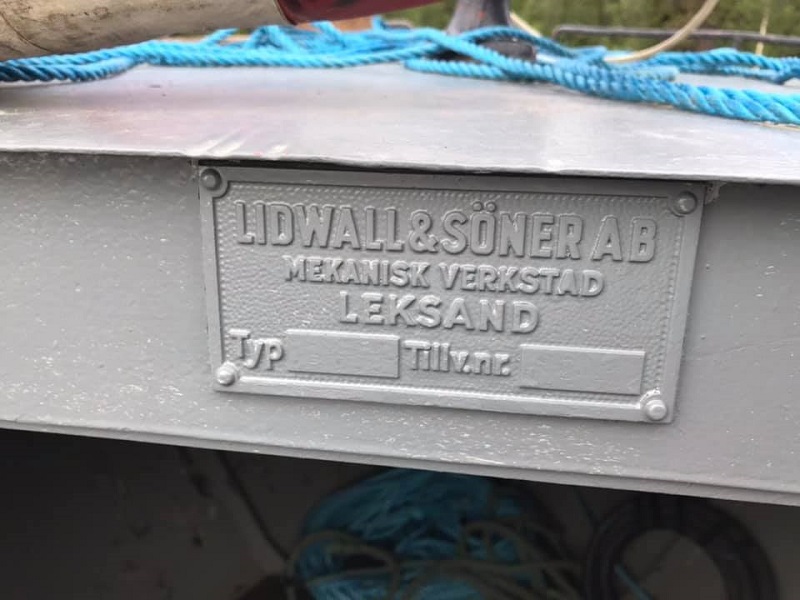 LIDWALL&SÖNER AB
MEKANISK VERKSTAD
LEKSAND
Typ Tillv.nr.